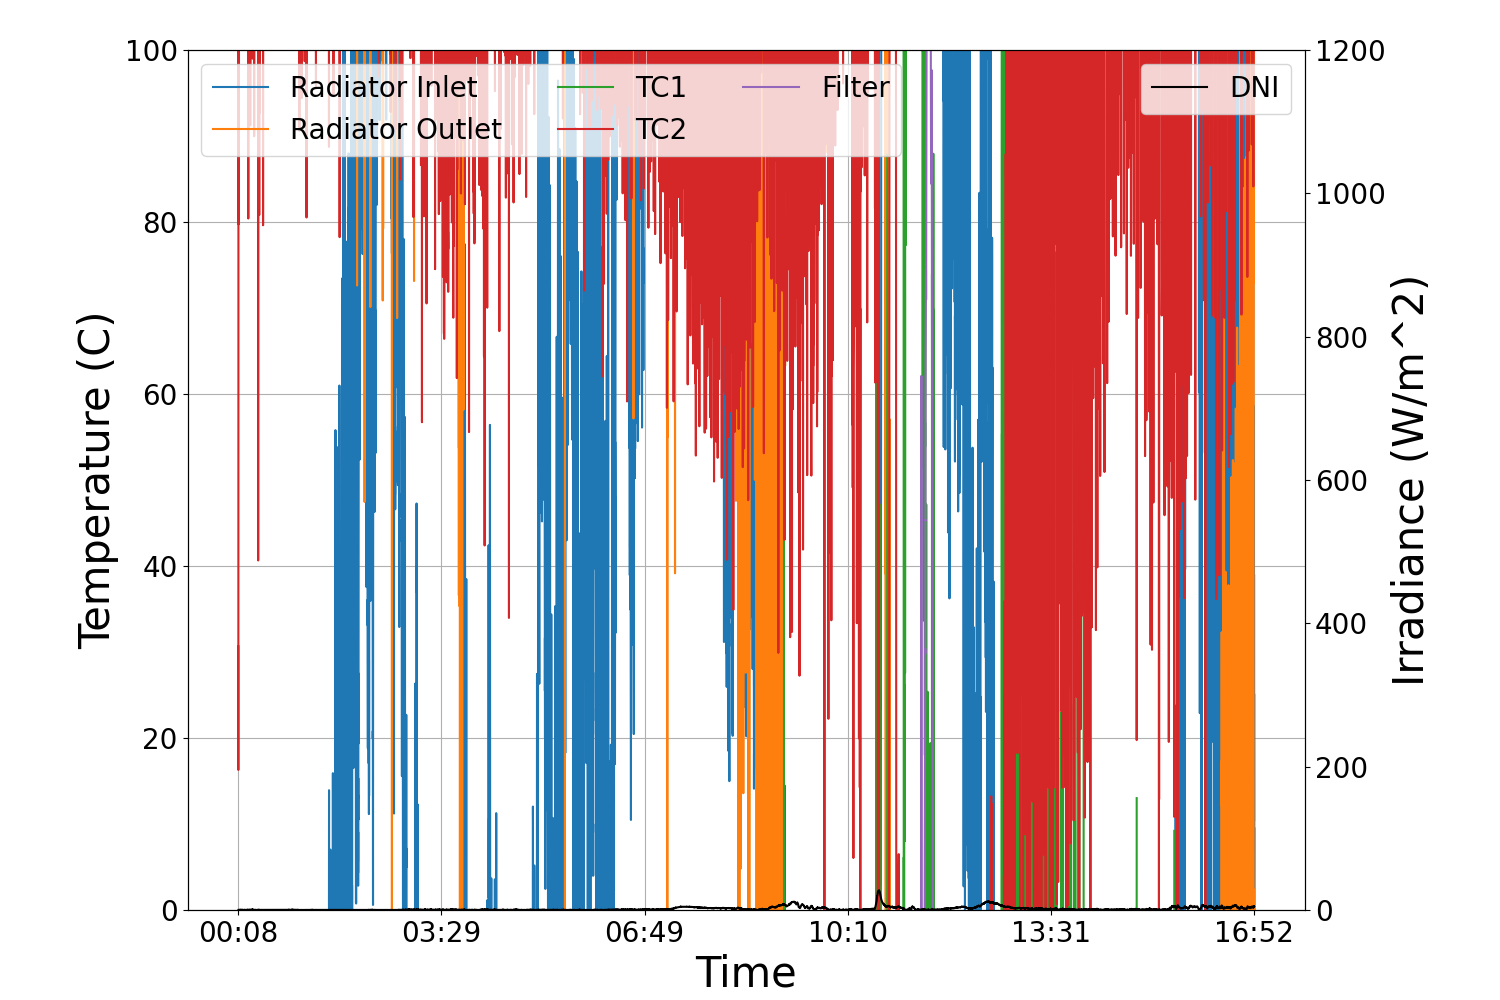 100
80
60
40
20
0
Temperature (C)
Radiator Inlet
Radiator Outlet
TC1
TC2
Filter
DNI
1200
1000
800
600
400
200
0
Irradiance (W/m^2)
00:08 03:29 06:49 10:10 13:31 16:52
Time